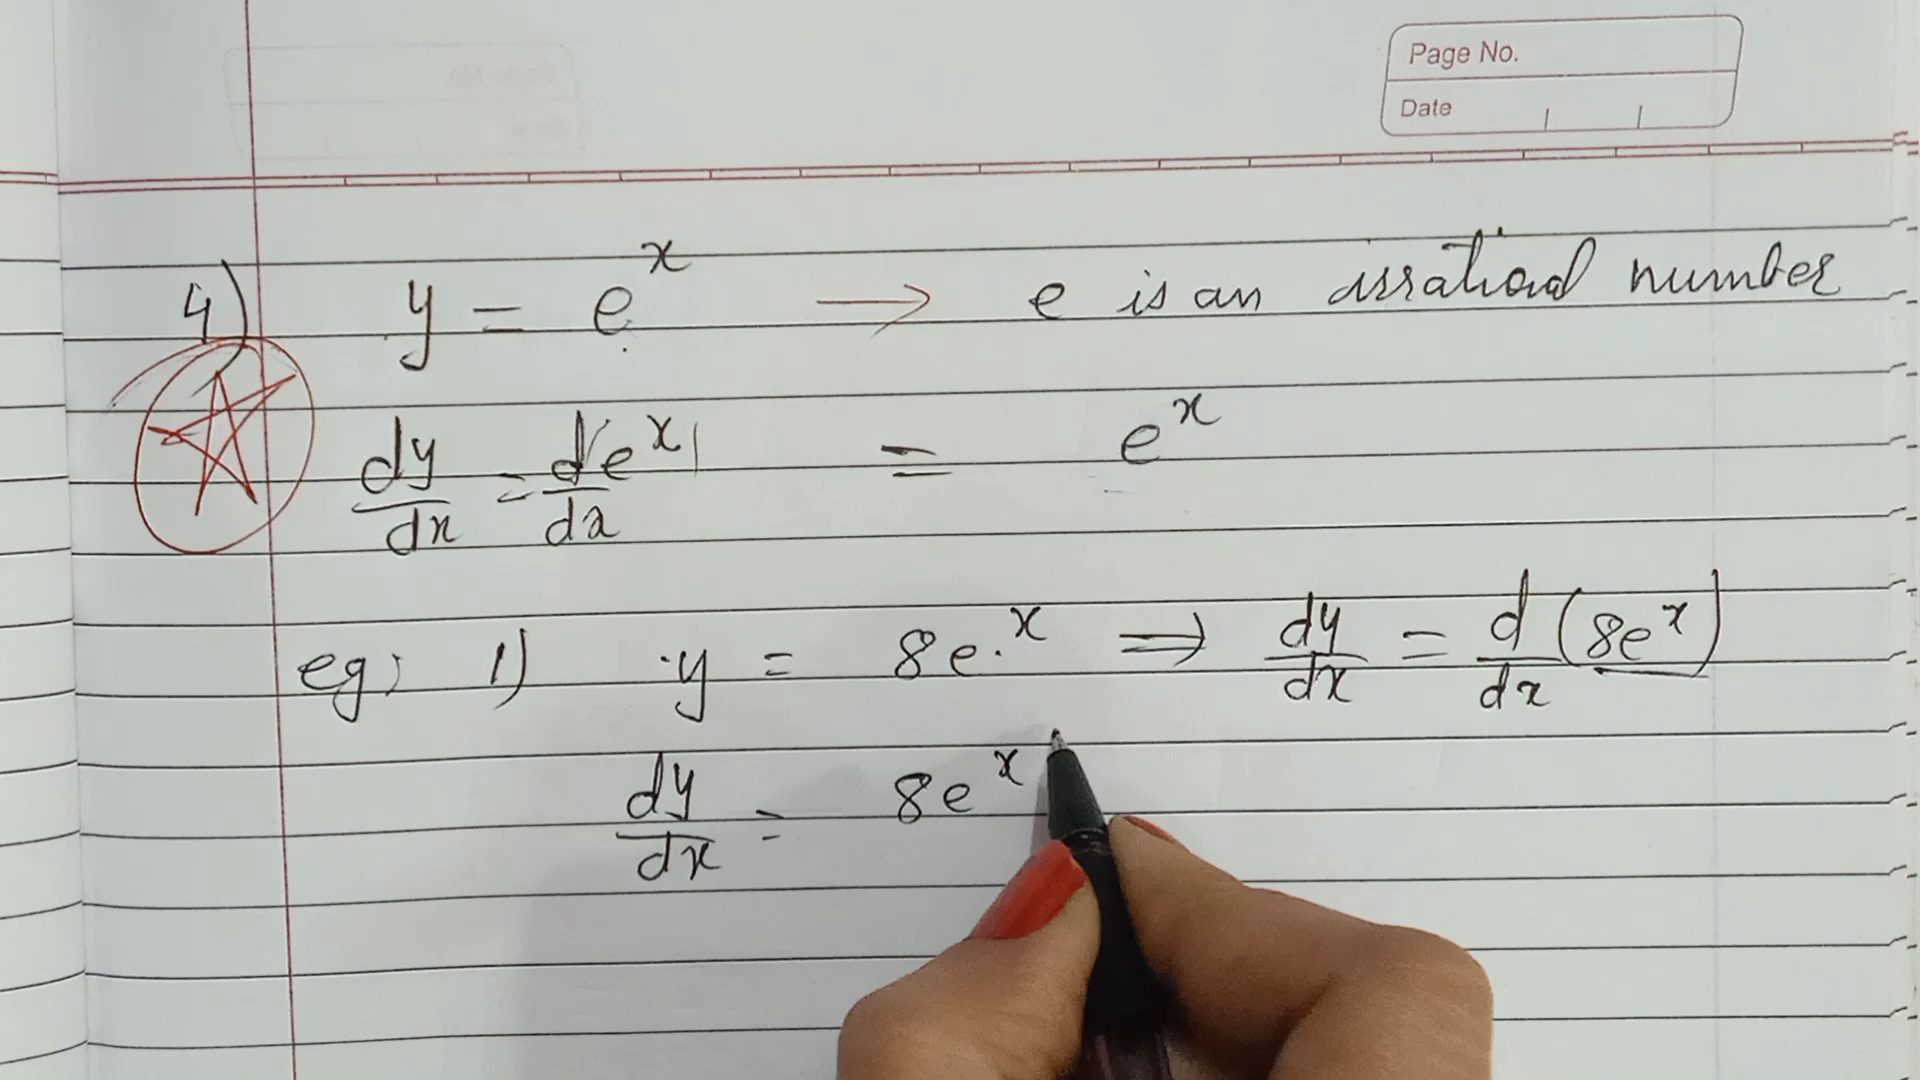 Page No.
Date
4) y = e^x → e is an irrational number
dy/dx = d e^x/dx = e^x
eg; 1) y = 8e^x ⇒ dy/dx = d/dx (8e^x)
dy/dx = 8e^x